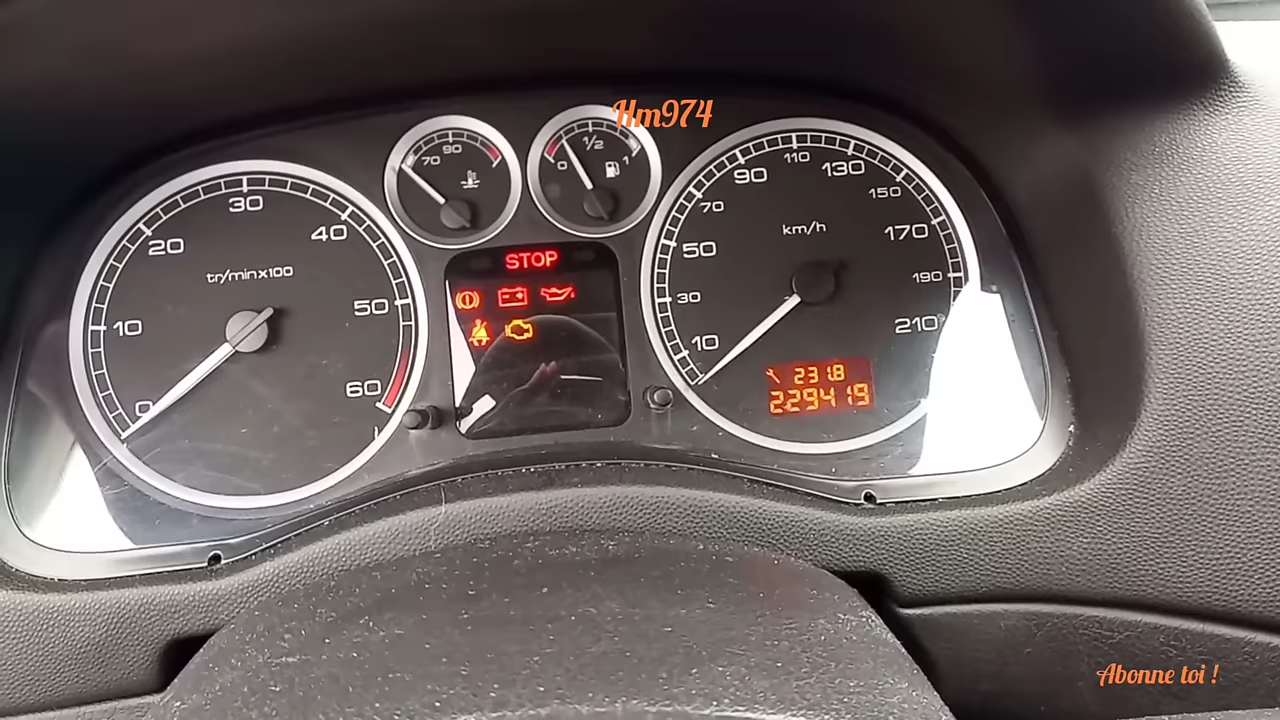 Hm974
70 90
0 1/2 1
0 10 20 30 40 50 60
tr/minx100
STOP
10 30 50 70 90 110 130 150 170 190 210
km/h
231.8
229419
Abonne toi !